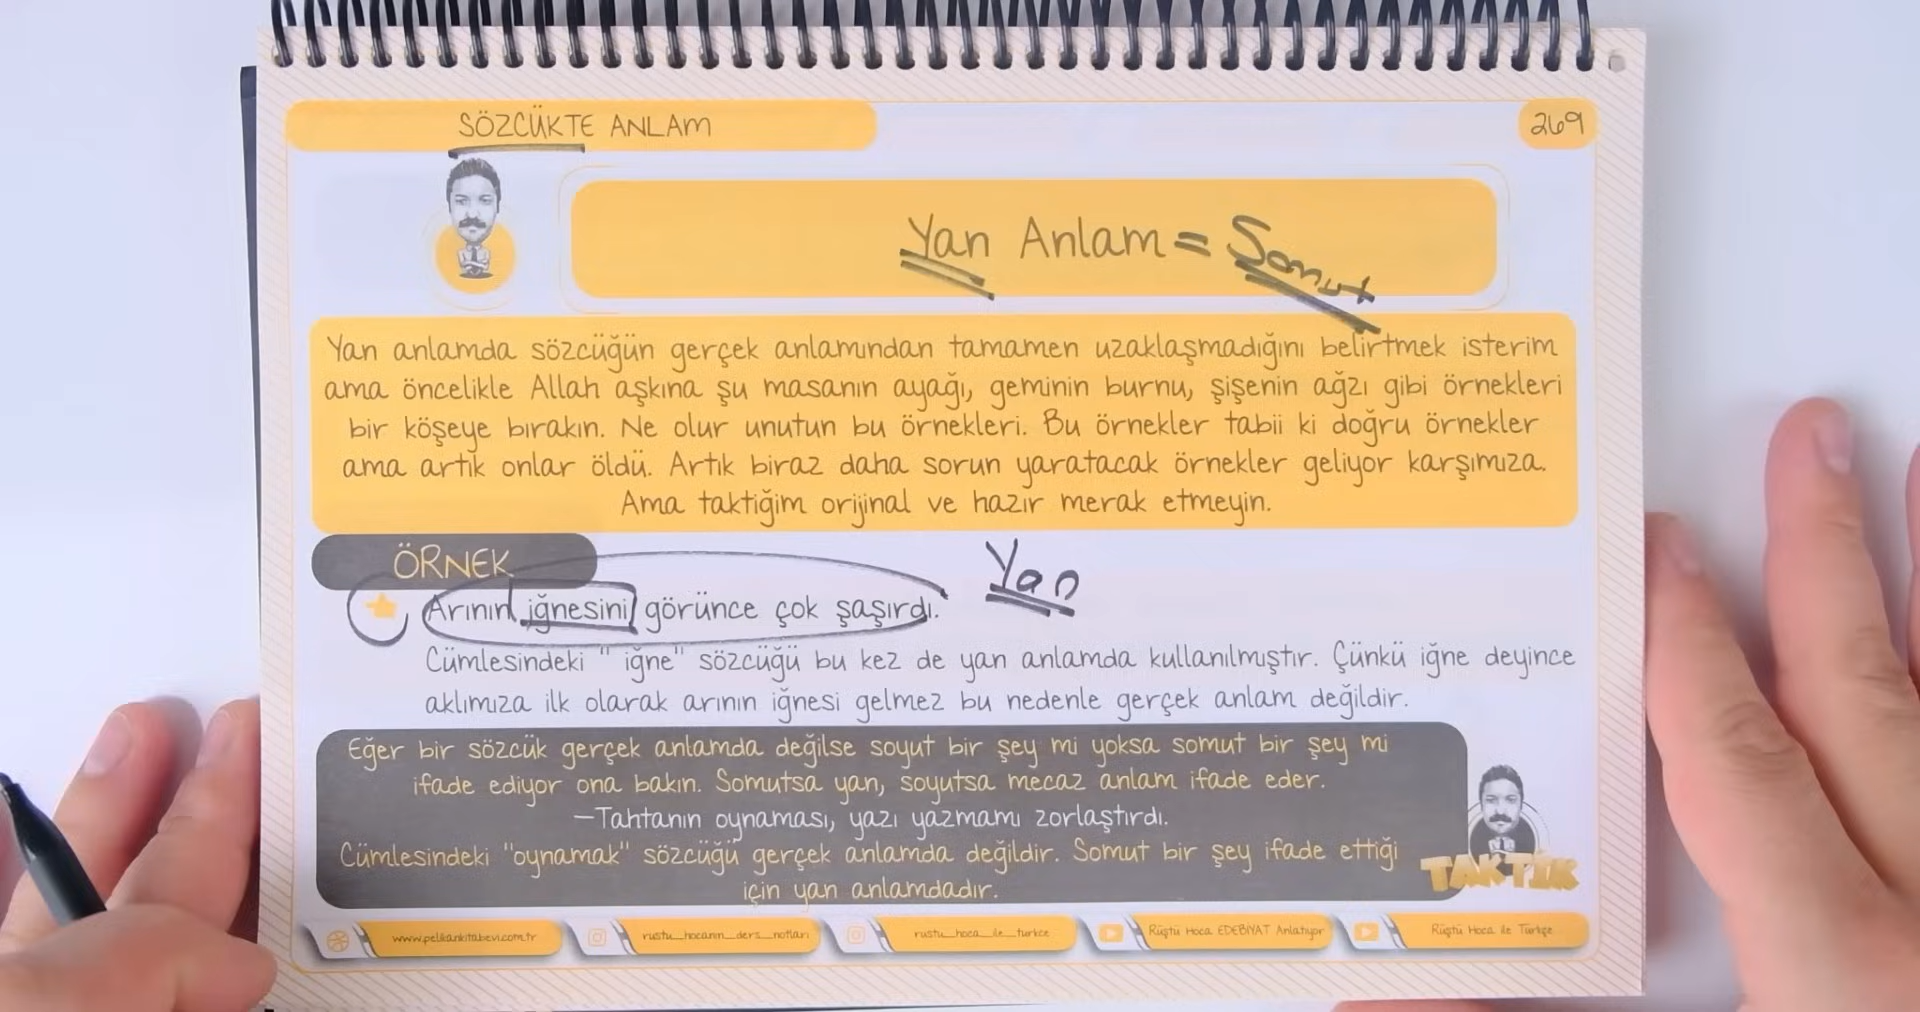 SÖZCÜKTE ANLAM
269
Yan Anlam = Somut
Yan anlamda sözcüğün gerçek anlamından tamamen uzaklaşmadığını belirtmek isterim
ama öncelikle Allah aşkına şu masanın ayağı, geminin burnu, şişenin ağzı gibi örnekleri
bir köşeye bırakın. Ne olur unutun bu örnekleri. Bu örnekler tabii ki doğru örnekler
ama artık onlar öldü. Artık biraz daha sorun yaratacak örnekler geliyor karşımıza.
Ama taktiğim orijinal ve hazır merak etmeyin.
ÖRNEK
Yan
Arının iğnesini görünce çok şaşırdı.
Cümlesindeki " iğne" sözcüğü bu kez de yan anlamda kullanılmıştır. Çünkü iğne deyince
aklımıza ilk olarak arının iğnesi gelmez bu nedenle gerçek anlam değildir.
Eğer bir sözcük gerçek anlamda değilse soyut bir şey mi yoksa somut bir şey mi
ifade ediyor ona bakın. Somutsa yan, soyutsa mecaz anlam ifade eder.
-Tahtanın oynaması, yazı yazmamı zorlaştırdı.
Cümlesindeki "oynamak" sözcüğü gerçek anlamda değildir. Somut bir şey ifade ettiği
için yan anlamdadır.
TAKTİK
www.pelikankitabevi.com.tr
rustu_hocanin_ders_notlari
rustu_hoca_ile_turkce
Rüştü Hoca EDEBİYAT Anlatıyor
Rüştü Hoca ile Türkçe